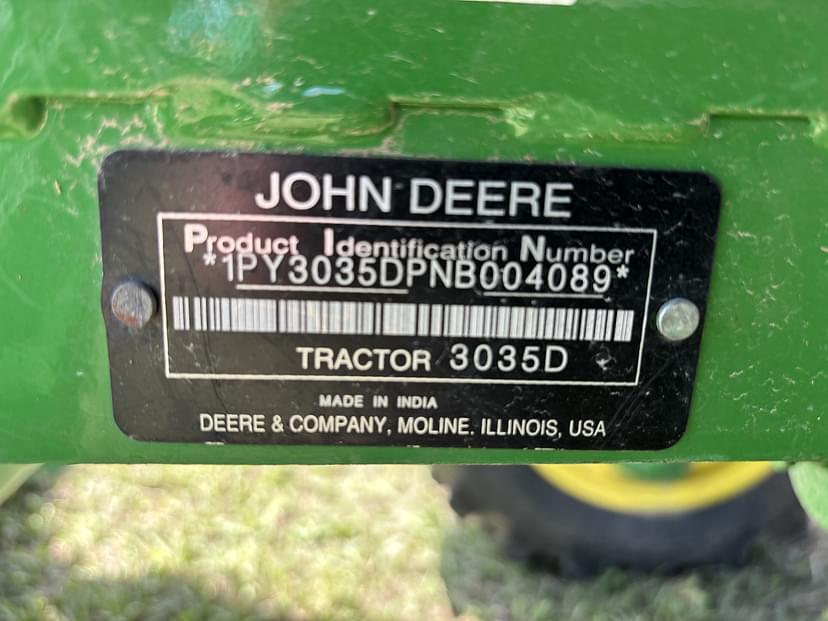 JOHN DEERE
Product Identification Number
*1PY3035DPNB004089*
TRACTOR 3035D
MADE IN INDIA
DEERE & COMPANY, MOLINE. ILLINOIS, USA